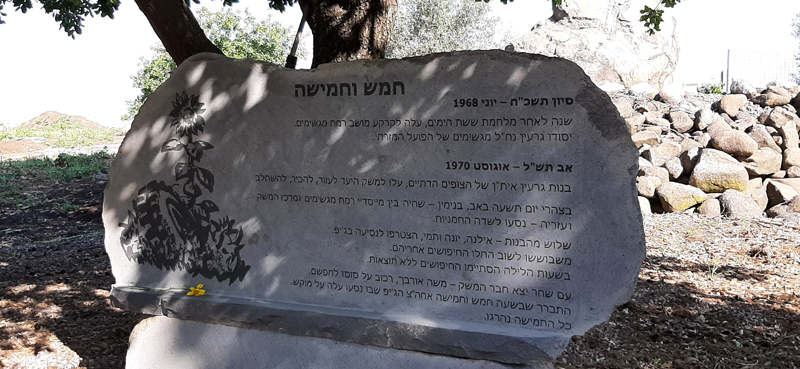 חמש וחמישה
סיון תשכ"ח – יוני 1968
שנה לאחר מלחמת ששת הימים, עלה לקרקע מושב רמת מגשימים.
יסודו גרעין נח"ל מגשימים של הפועל המזרחי.
אב תש"ל – אוגוסט 1970
בנות גרעין אית"ן של הצופים הדתיים, עלו למשק היעד לעזור, להכיר, להשתלב
בצהרי יום תשעה באב, בנימין – שהיה בין מייסדי רמת מגשימים ומרכז המשק
ועזריה – נסעו לשדה החמניות.
שלוש מהבנות – אילנה, יונה ותמי, הצטרפו לנסיעה בג'יפ.
משבוששו לשוב החלו החיפושים אחריהם.
בשעות הלילה הסתיימו החיפושים ללא תוצאות.
עם שחר יצא חבר המשק – משה אורבך, רכוב על סוסו לחפשם.
התברר שבשעה חמש וחמישה אחה"צ הג'יפ שבו נסעו עלה על מוקש.
כל החמישה נהרגו.